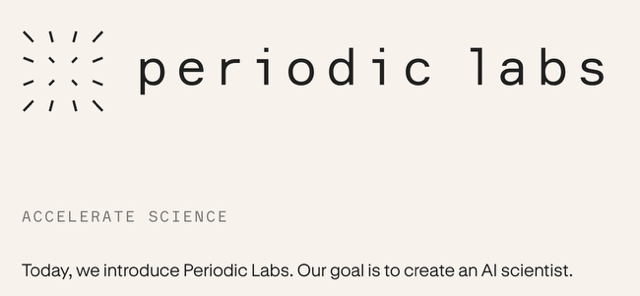 periodic labs
ACCELERATE SCIENCE
Today, we introduce Periodic Labs. Our goal is to create an AI scientist.